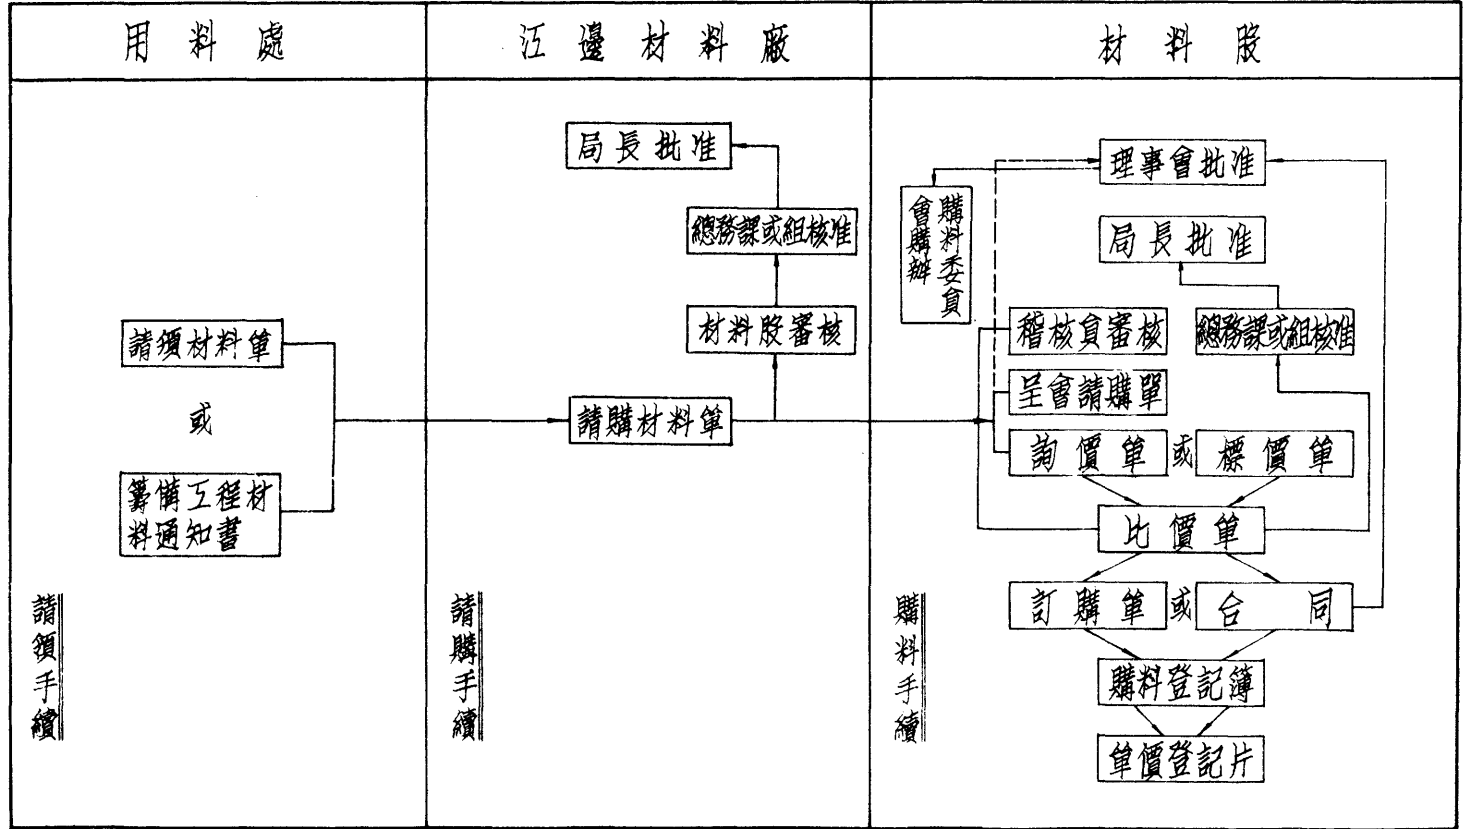 用料處
請領材料單
或
籌備工程材
料通知書
請領手續
江邊材料廠
局長批准
總務課或組核准
材料股審核
請購材料單
請購手續
材料股
理事會批准
購料委員
會購辦
局長批准
稽核員審核
總務課或組核准
呈會請購單
詢價單或標價單
比價單
訂購單或合同
購料登記簿
單價登記片
購料手續